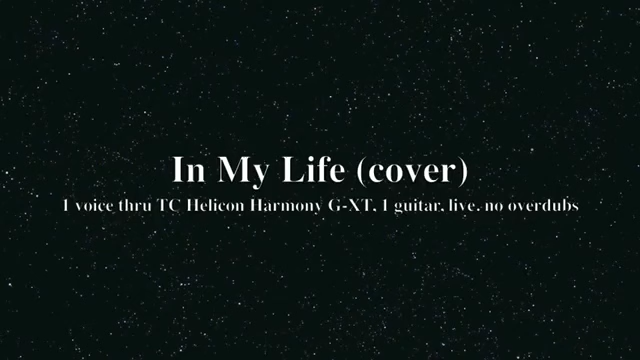 In My Life (cover)
1 voice thru TC Helicon Harmony G-XT, 1 guitar, live. no overdubs